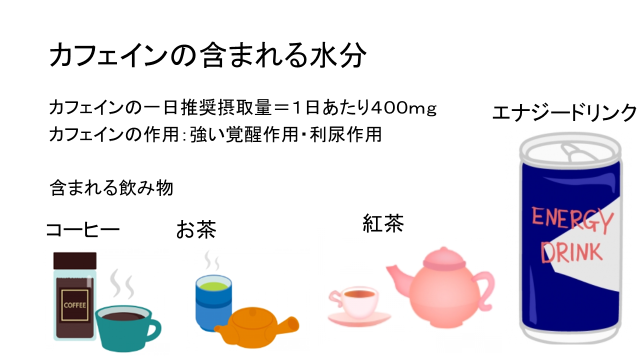 カフェインの含まれる水分
カフェインの一日推奨摂取量＝１日あたり４００ｍｇ
カフェインの作用：強い覚醒作用・利尿作用
エナジードリンク
含まれる飲み物
コーヒー
お茶
紅茶
ENERGY
DRINK
COFFEE